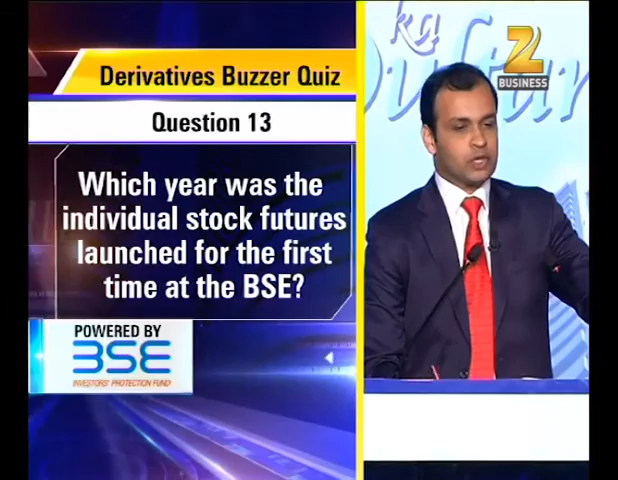 Derivatives Buzzer Quiz
Question 13
Which year was the
individual stock futures
launched for the first
time at the BSE?
POWERED BY
BSE
INVESTORS' PROTECTION FUND
Z
BUSINESS
ka